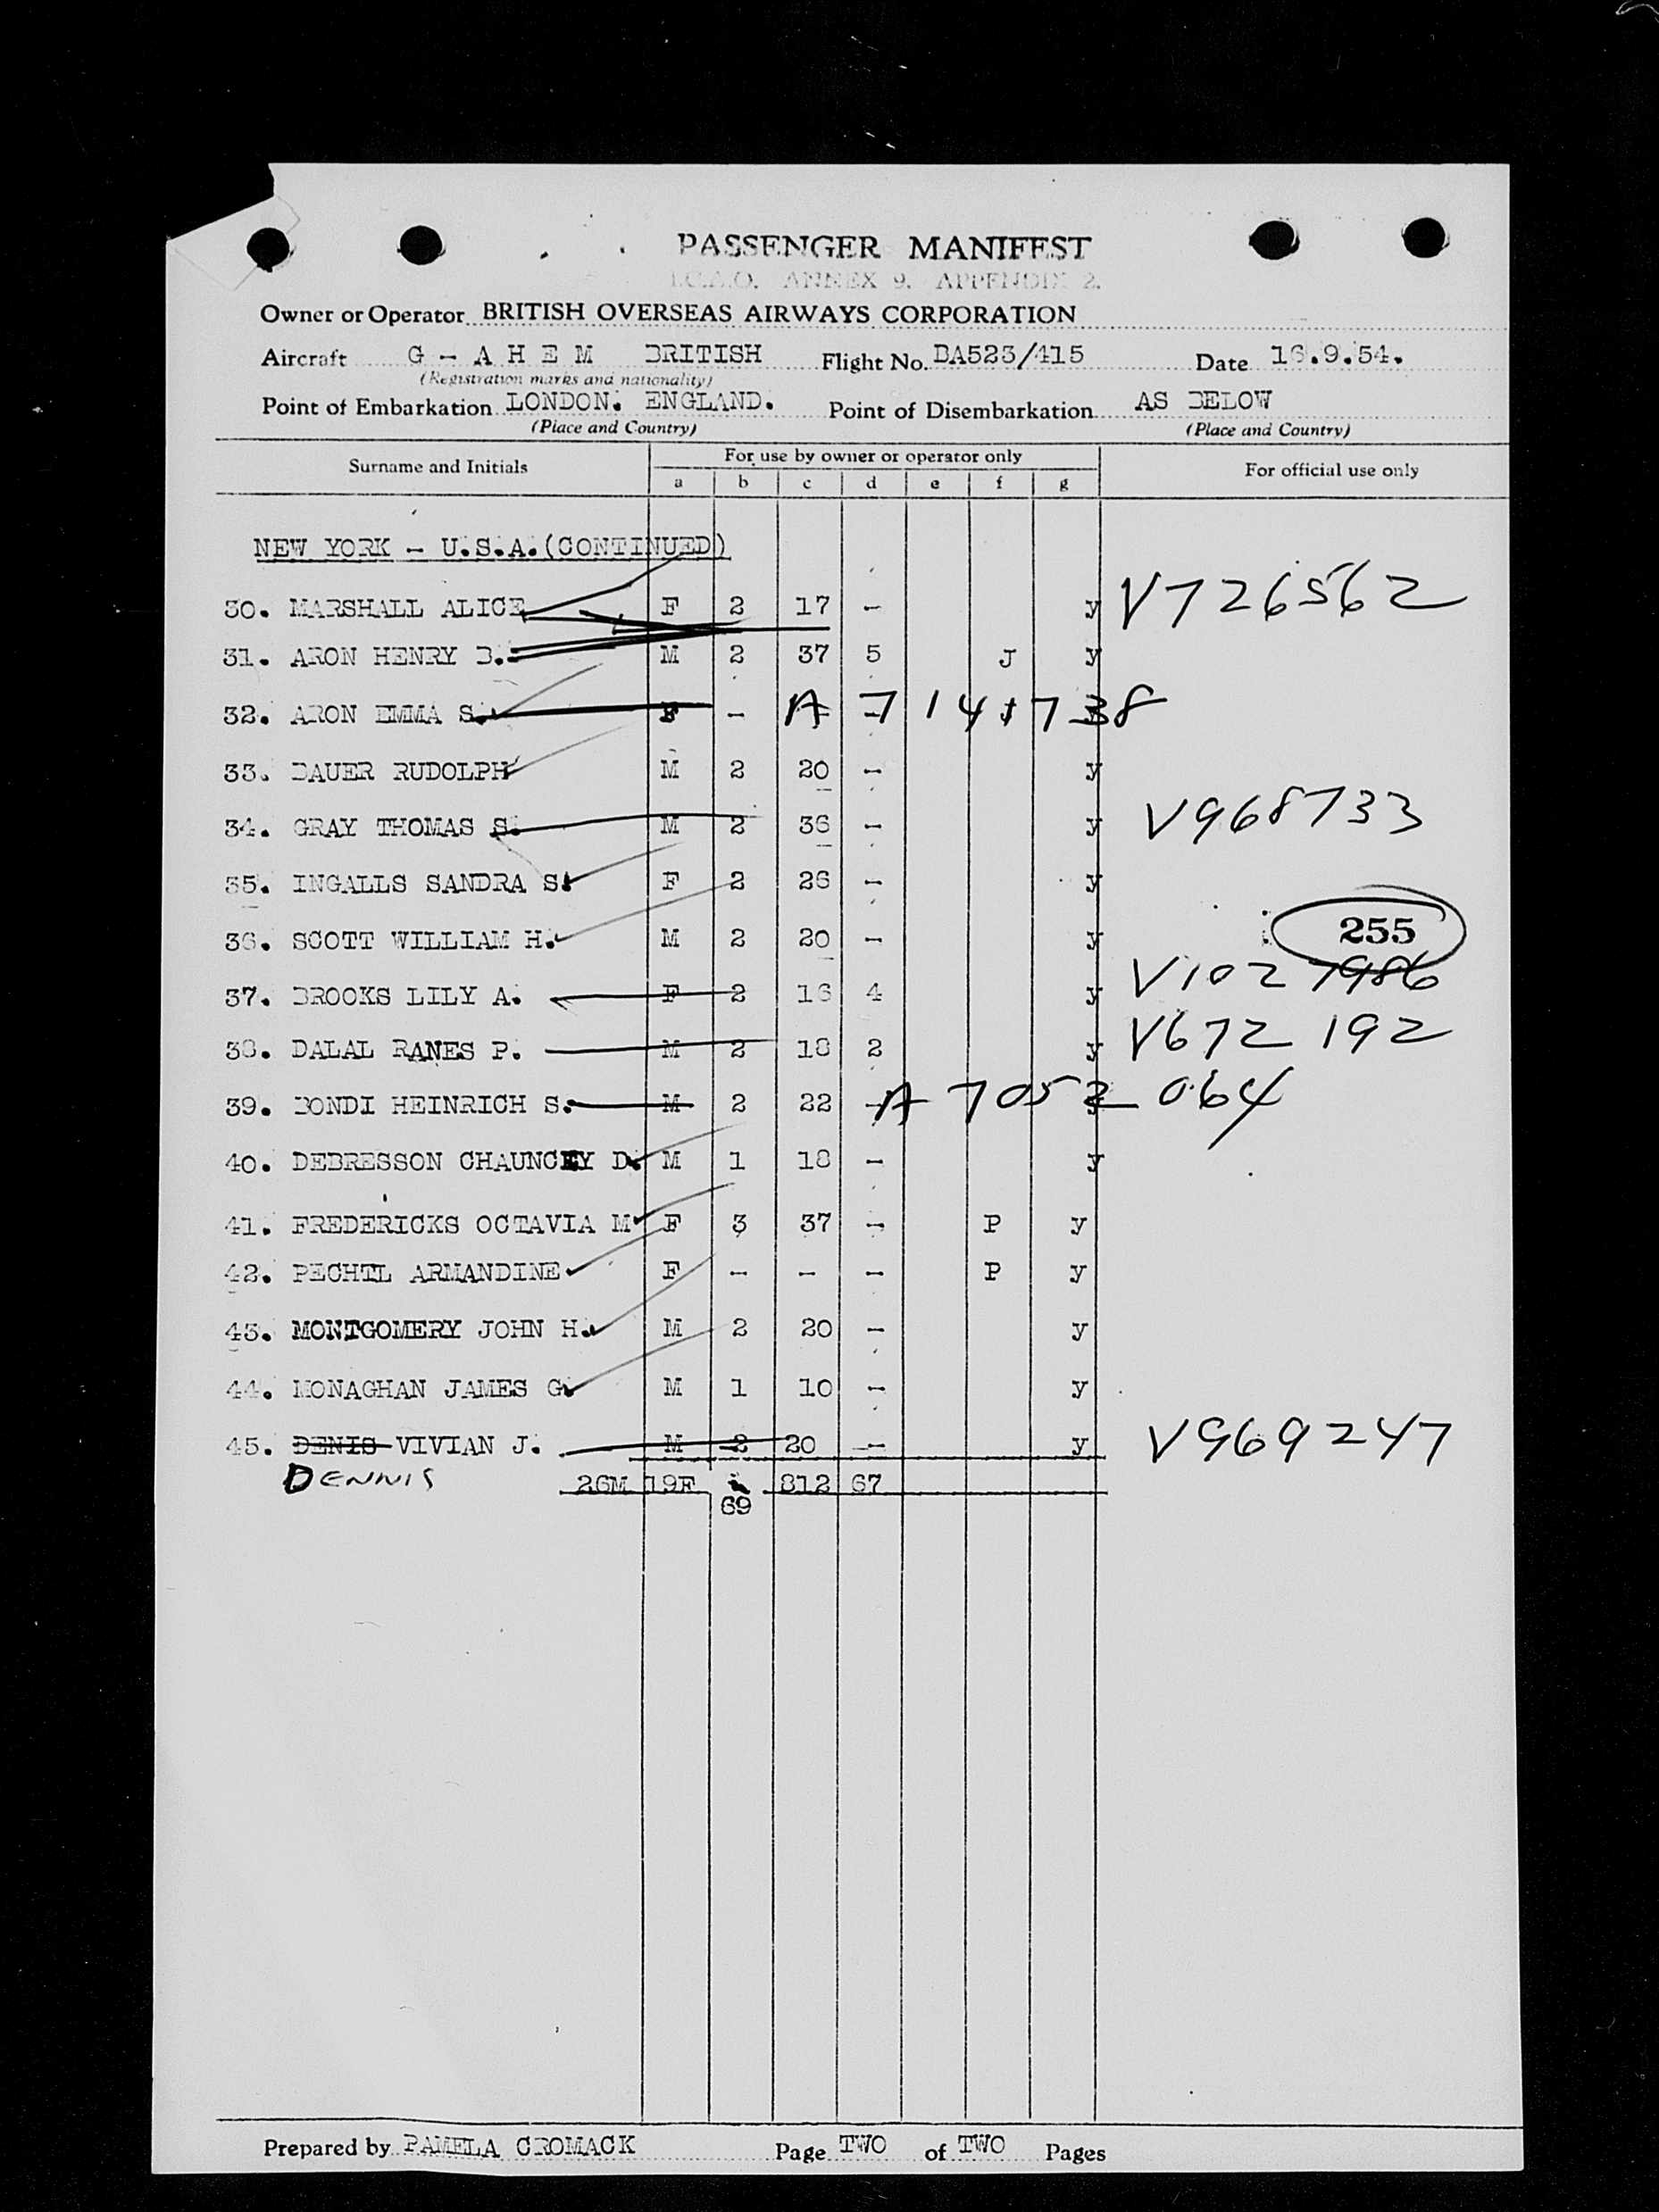 PASSENGER MANIFEST
I.C.A.O. ANNEX 9. APPENDIX 2.
Owner or Operator BRITISH OVERSEAS AIRWAYS CORPORATION
Aircraft G - A H E M BRITISH Flight No. BA523/415 Date 16.9.54.
(Registration marks and nationality)
Point of Embarkation LONDON. ENGLAND. Point of Disembarkation AS BELOW
(Place and Country) (Place and Country)
Surname and Initials For use by owner or operator only For official use only
a b c d e f g
NEW YORK - U.S.A.(CONTINUED)
30. MARSHALL ALICE F 2 17 - y V726562
31. ARON HENRY B. M 2 37 5 J y
32. ARON EMMA S. F - A 7 141 738
33. BAUER RUDOLPH M 2 20 - y
34. GRAY THOMAS S. M 2 36 - y V968733
35. INGALLS SANDRA S. F 2 26 - y
36. SCOTT WILLIAM H. M 2 20 - y 255
37. BROOKS LILY A. F 2 16 4 y V1027986
38. DALAL RANES P. M 2 18 2 y V672 192
39. BONDI HEINRICH S. M 2 22 - A 7052 064
40. DEBRESSON CHAUNCEY D. M 1 18 - y
41. FREDERICKS OCTAVIA M F 3 37 - P y
42. PECHTL ARMANDINE F - - - P y
43. MONTGOMERY JOHN H. M 2 20 - y
44. MONAGHAN JAMES G. M 1 10 - y
45. DENIS VIVIAN J. M 2 20 - y V969247
DENNIS 26M 19F 812 67
69
Prepared by PAMELA CROMACK Page TWO of TWO Pages